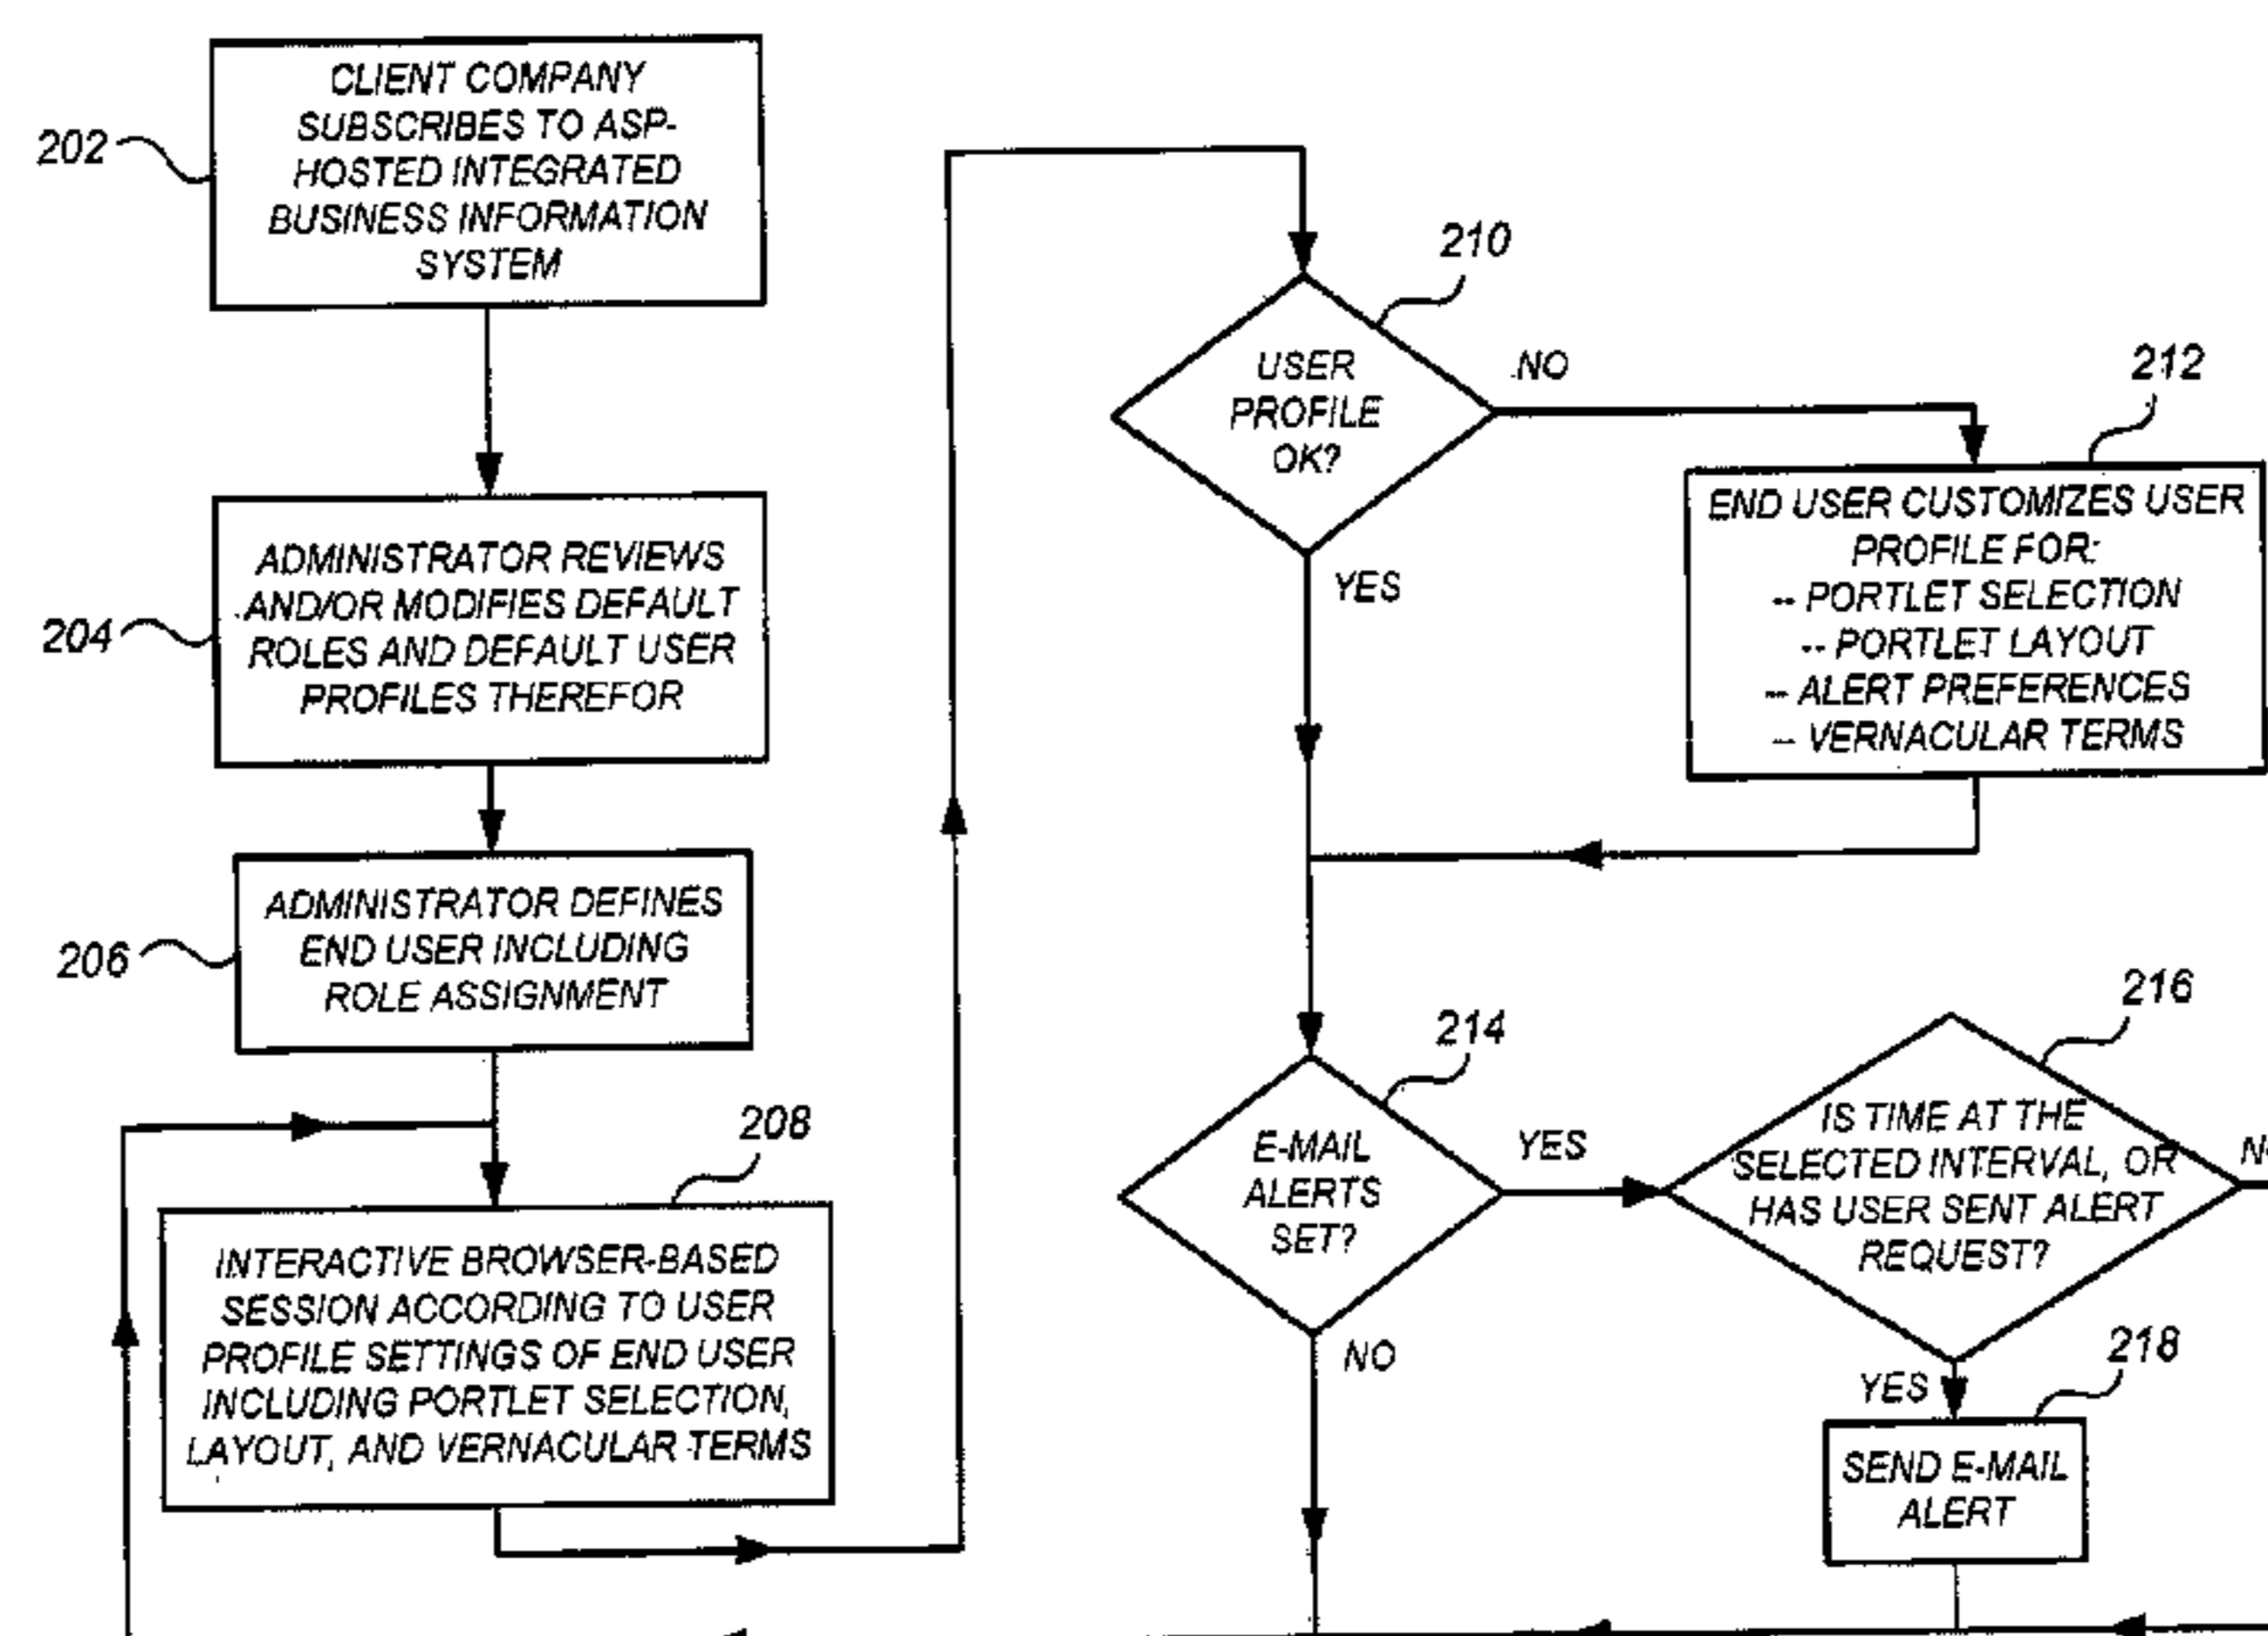 202
CLIENT COMPANY
SUBSCRIBES TO ASP-
HOSTED INTEGRATED
BUSINESS INFORMATION
SYSTEM
204
ADMINISTRATOR REVIEWS
AND/OR MODIFIES DEFAULT
ROLES AND DEFAULT USER
PROFILES THEREFOR
206
ADMINISTRATOR DEFINES
END USER INCLUDING
ROLE ASSIGNMENT
208
INTERACTIVE BROWSER-BASED
SESSION ACCORDING TO USER
PROFILE SETTINGS OF END USER
INCLUDING PORTLET SELECTION,
LAYOUT, AND VERNACULAR TERMS
210
USER
PROFILE
OK?
NO
YES
212
END USER CUSTOMIZES USER
PROFILE FOR:
-- PORTLET SELECTION
-- PORTLET LAYOUT
-- ALERT PREFERENCES
-- VERNACULAR TERMS
214
E-MAIL
ALERTS
SET?
YES
NO
216
IS TIME AT THE
SELECTED INTERVAL, OR
HAS USER SENT ALERT
REQUEST?
YES
218
SEND E-MAIL
ALERT